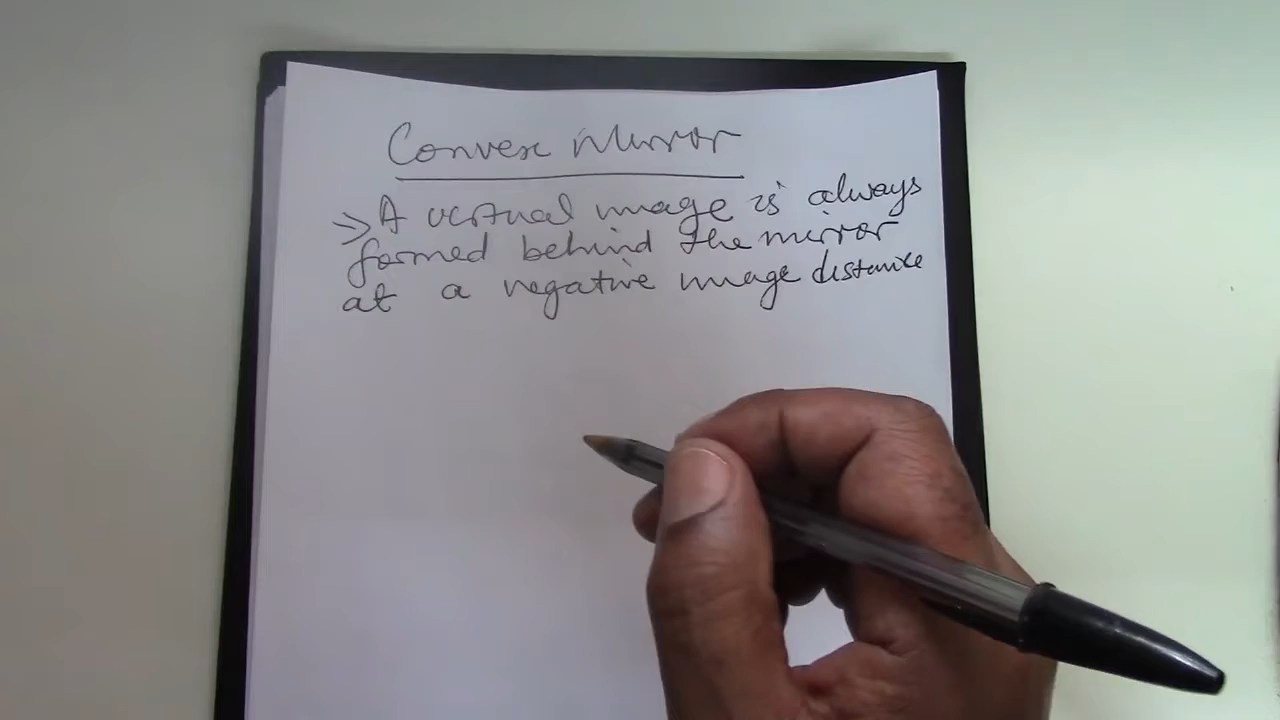 Convex Mirror
⇒ A virtual image is always
formed behind the mirror
at a negative image distance